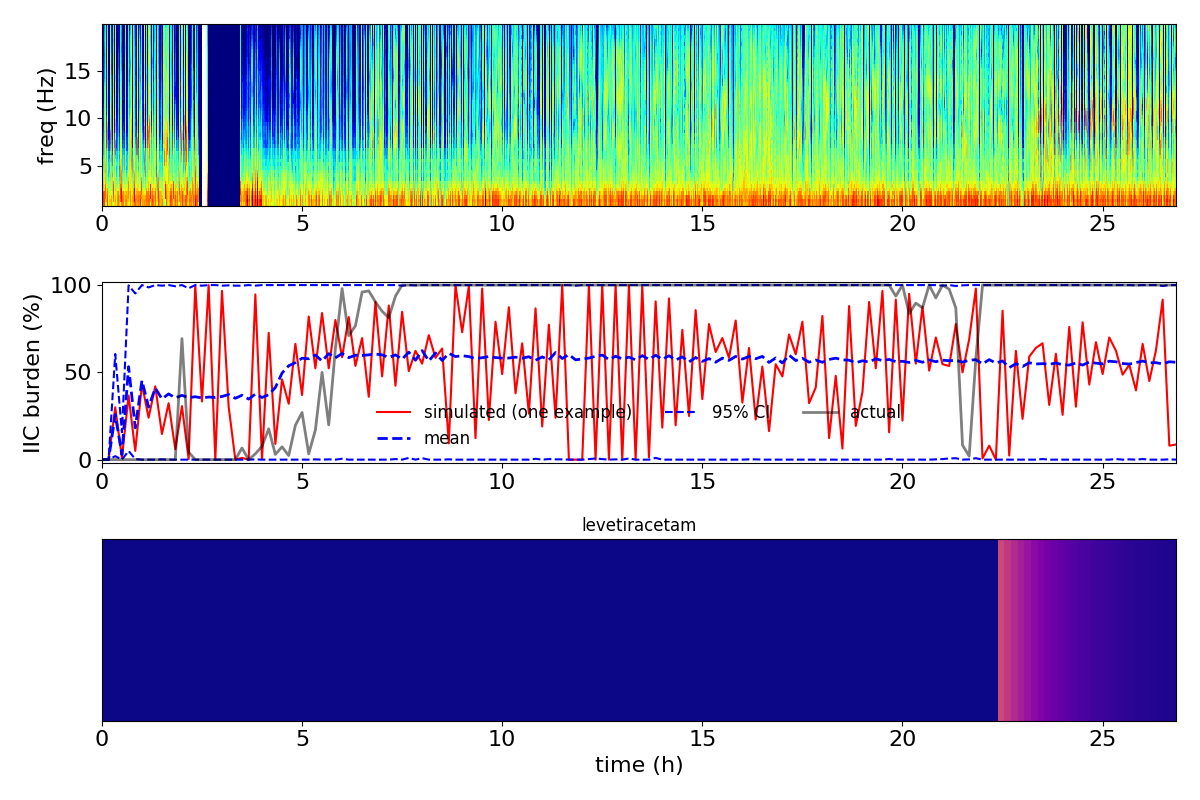 freq (Hz)
15
10
5
0 5 10 15 20 25
IIC burden (%)
100
50
0
simulated (one example) 95% CI actual
mean
0 5 10 15 20 25
levetiracetam
0 5 10 15 20 25
time (h)